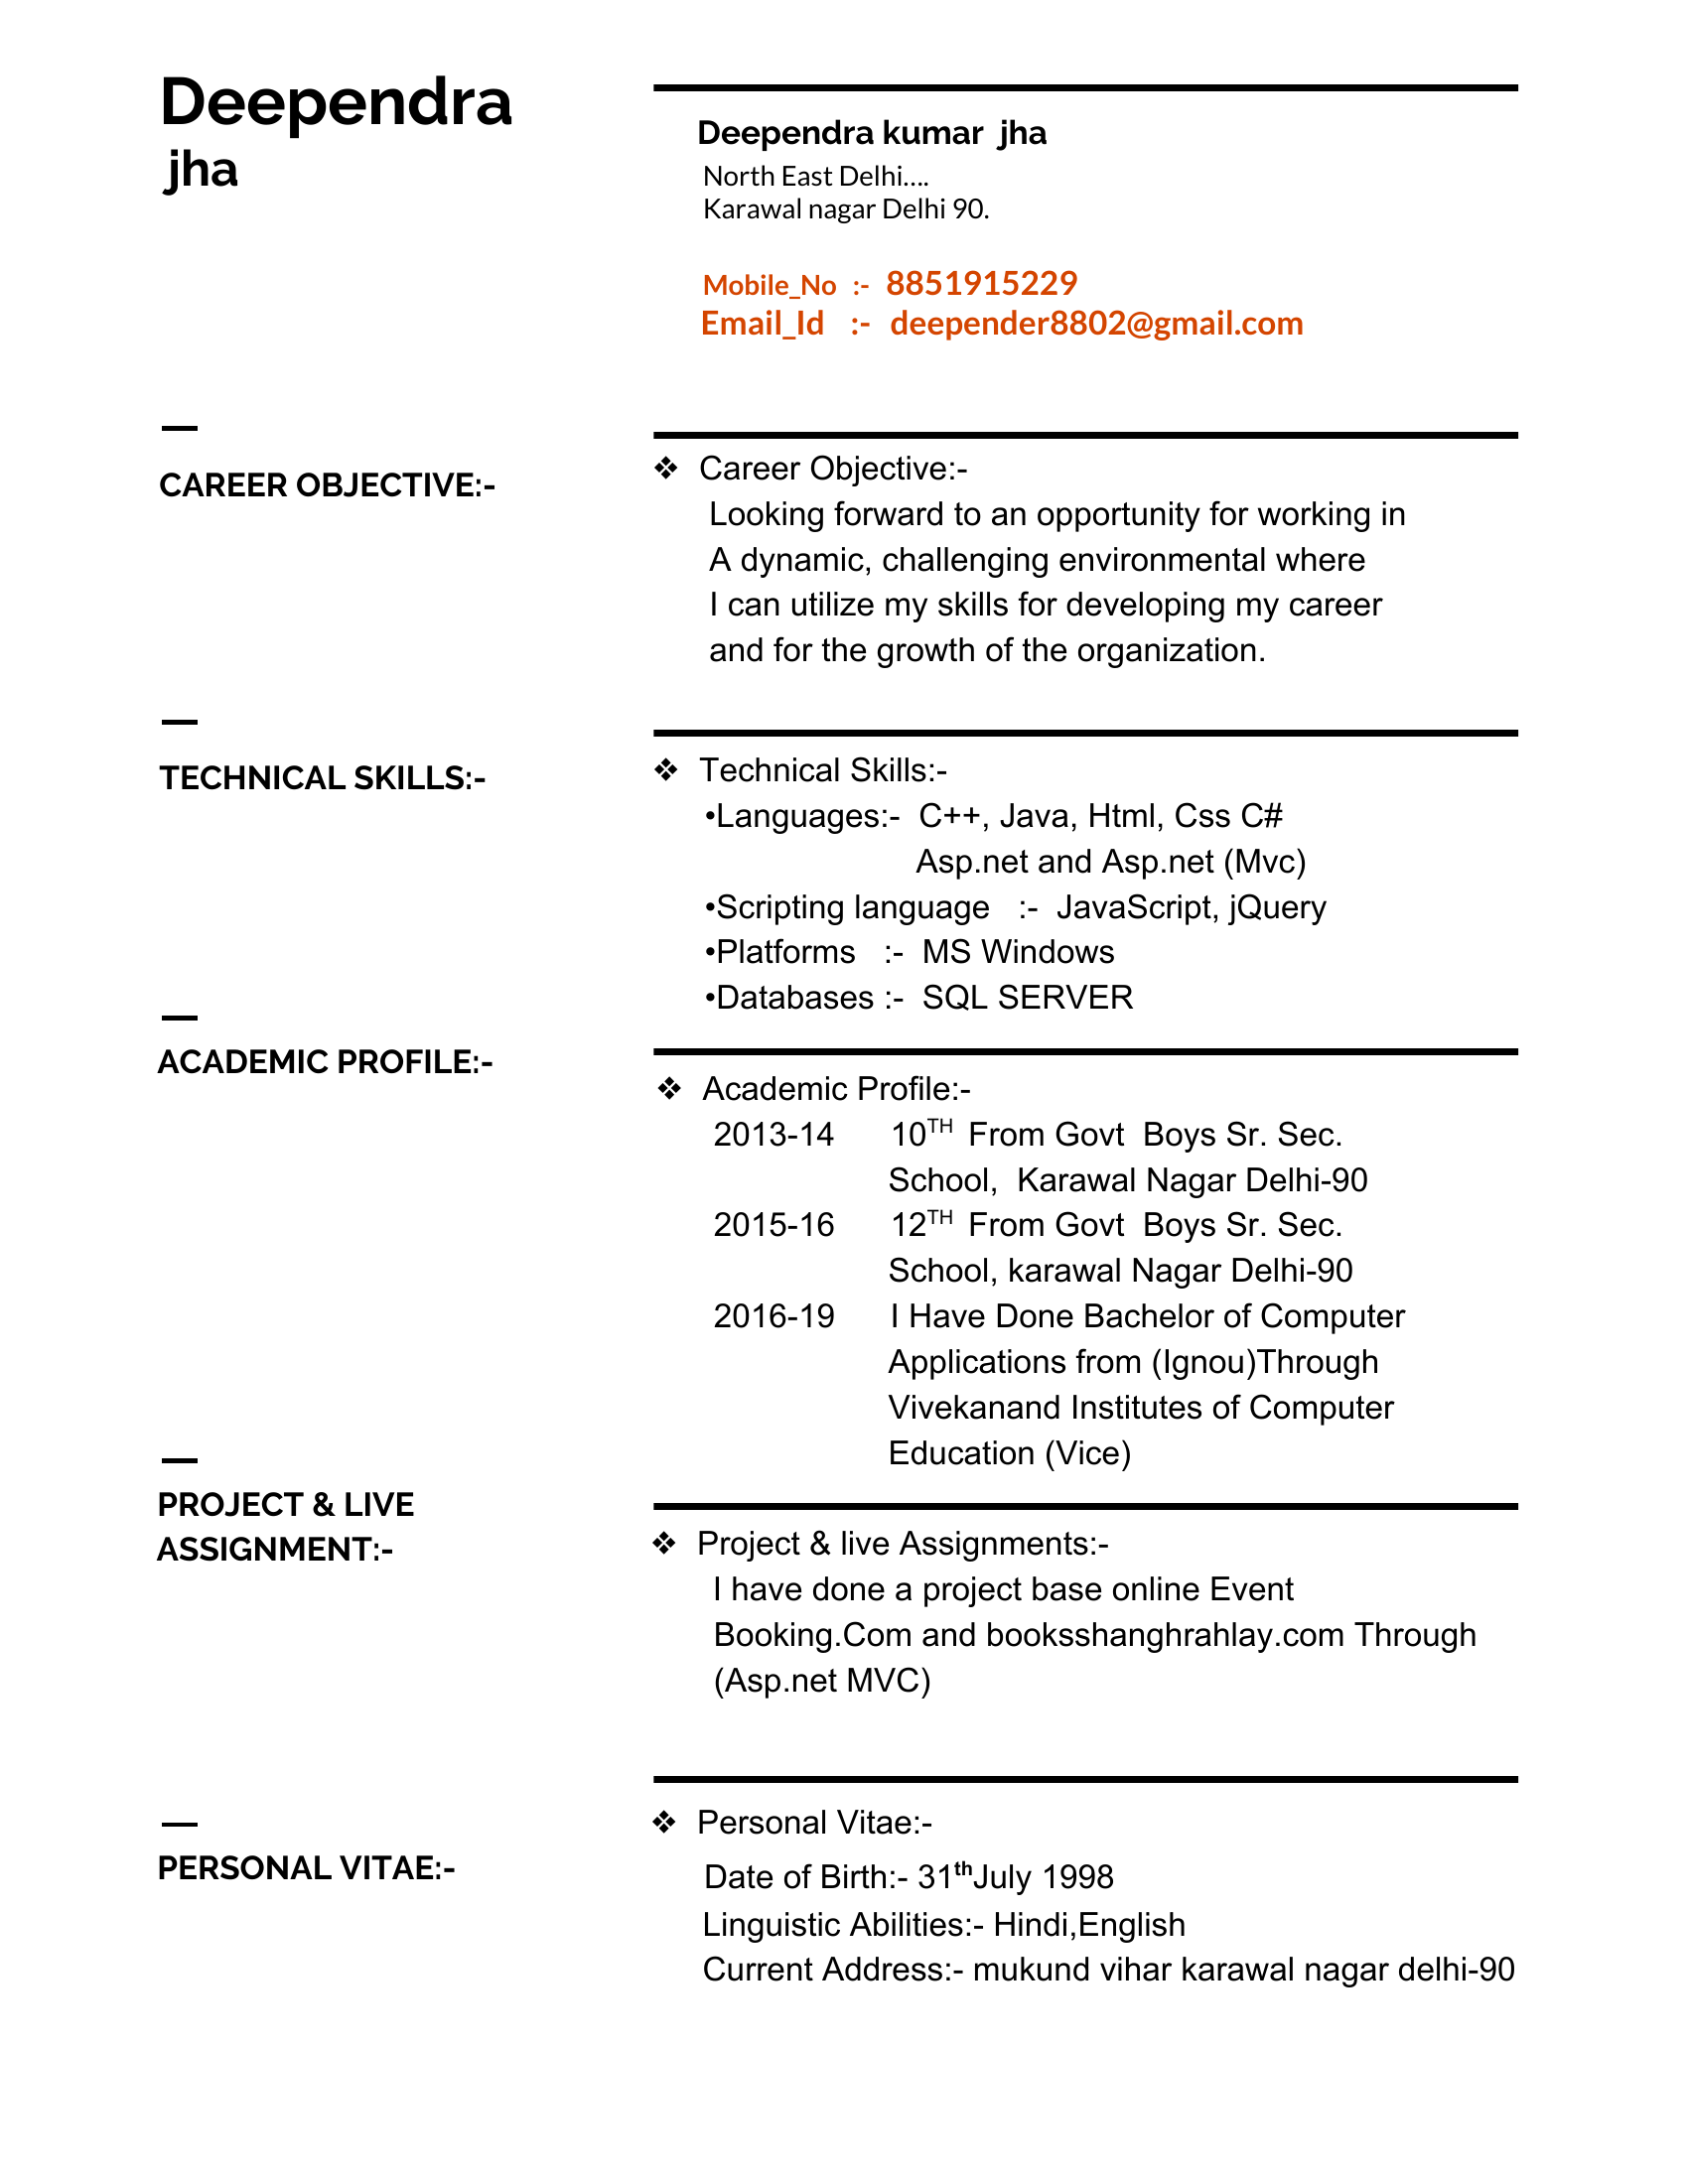 Deependra
jha
Deependra kumar  jha
North East Delhi....
Karawal nagar Delhi 90.
Mobile_No  :-  8851915229
Email_Id  :-  deepender8802@gmail.com
—
CAREER OBJECTIVE:-
❖ Career Objective:-
Looking forward to an opportunity for working in
A dynamic, challenging environmental where
I can utilize my skills for developing my career
and for the growth of the organization.
—
TECHNICAL SKILLS:-
❖ Technical Skills:-
•Languages:-  C++, Java, Html, Css C#
Asp.net and Asp.net (Mvc)
•Scripting language  :-  JavaScript, jQuery
•Platforms  :-  MS Windows
•Databases :-  SQL SERVER
—
ACADEMIC PROFILE:-
❖ Academic Profile:-
2013-14 10TH From Govt  Boys Sr. Sec.
School,  Karawal Nagar Delhi-90
2015-16 12TH From Govt  Boys Sr. Sec.
School, karawal Nagar Delhi-90
2016-19 I Have Done Bachelor of Computer
Applications from (Ignou)Through
Vivekanand Institutes of Computer
Education (Vice)
—
PROJECT & LIVE
ASSIGNMENT:-
❖ Project & live Assignments:-
I have done a project base online Event
Booking.Com and booksshanghrahlay.com Through
(Asp.net MVC)
—
PERSONAL VITAE:-
❖ Personal Vitae:-
Date of Birth:- 31thJuly 1998
Linguistic Abilities:- Hindi,English
Current Address:- mukund vihar karawal nagar delhi-90